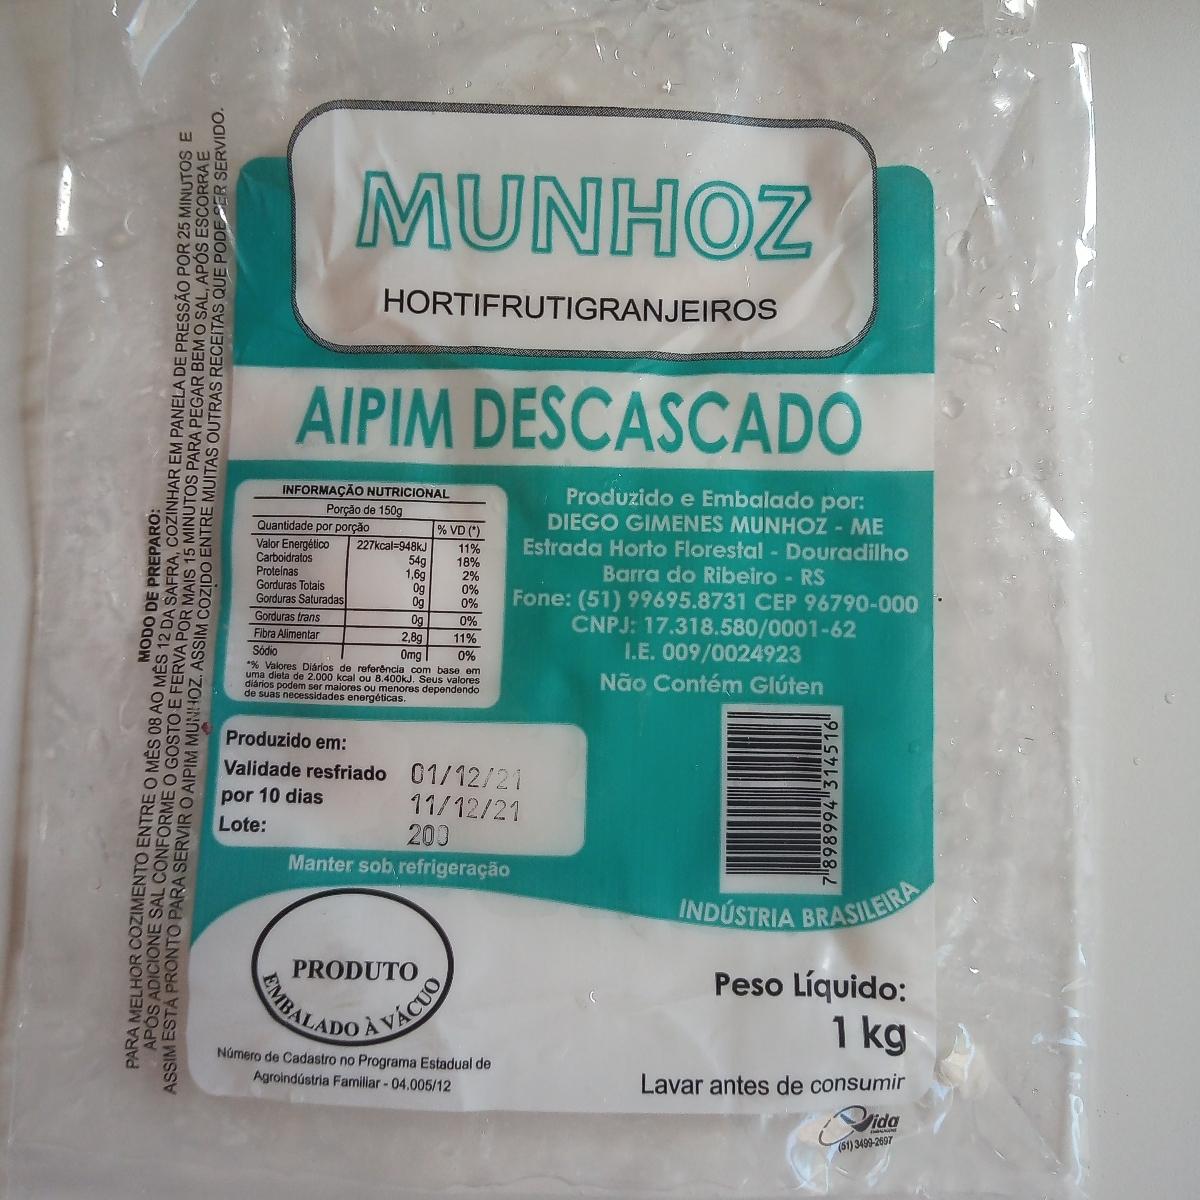 MUNHOZ
HORTIFRUTIGRANJEIROS
AIPIM DESCASCADO
INFORMAÇÃO NUTRICIONAL
Porção de 150g
Quantidade por porção % VD (*)
Valor Energético 227kcal=948kJ 11%
Carboidratos 54g 18%
Proteínas 1,6g 2%
Gorduras Totais 0g 0%
Gorduras Saturadas 0g 0%
Gorduras trans 0g 0%
Fibra Alimentar 2,8g 11%
Sódio 0mg 0%
*% Valores Diários de referência com base em
uma dieta de 2.000 kcal ou 8.400kJ. Seus valores
diários podem ser maiores ou menores dependendo
de suas necessidades energéticas.
Produzido e Embalado por:
DIEGO GIMENES MUNHOZ - ME
Estrada Horto Florestal - Douradilho
Barra do Ribeiro - RS
Fone: (51) 99695.8731 CEP 96790-000
CNPJ: 17.318.580/0001-62
I.E. 009/0024923
Não Contém Glúten
Produzido em:
Validade resfriado 01/12/21
por 10 dias 11/12/21
Lote: 200
Manter sob refrigeração
7 898994 314516
INDÚSTRIA BRASILEIRA
PRODUTO
EMBALADO À VÁCUO
Número de Cadastro no Programa Estadual de
Agroindústria Familiar - 04.005/12
Peso Líquido:
1 kg
Lavar antes de consumir
Vida
EMBALAGENS
(51) 3499-2697
MODO DE PREPARO:
PARA MELHOR COZIMENTO ENTRE O MÊS 08 AO MÊS 12 DA SAFRA, COZINHAR EM PANELA DE PRESSÃO POR 25 MINUTOS E
APÓS ADICIONE SAL CONFORME O GOSTO E FERVA POR MAIS 15 MINUTOS PARA PEGAR BEM O SAL, APÓS ESCORRA E
ASSIM ESTÁ PRONTO PARA SERVIR O AIPIM MUNHOZ. ASSIM COZIDO ENTRE MUITAS OUTRAS RECEITAS QUE PODE SER SERVIDO.